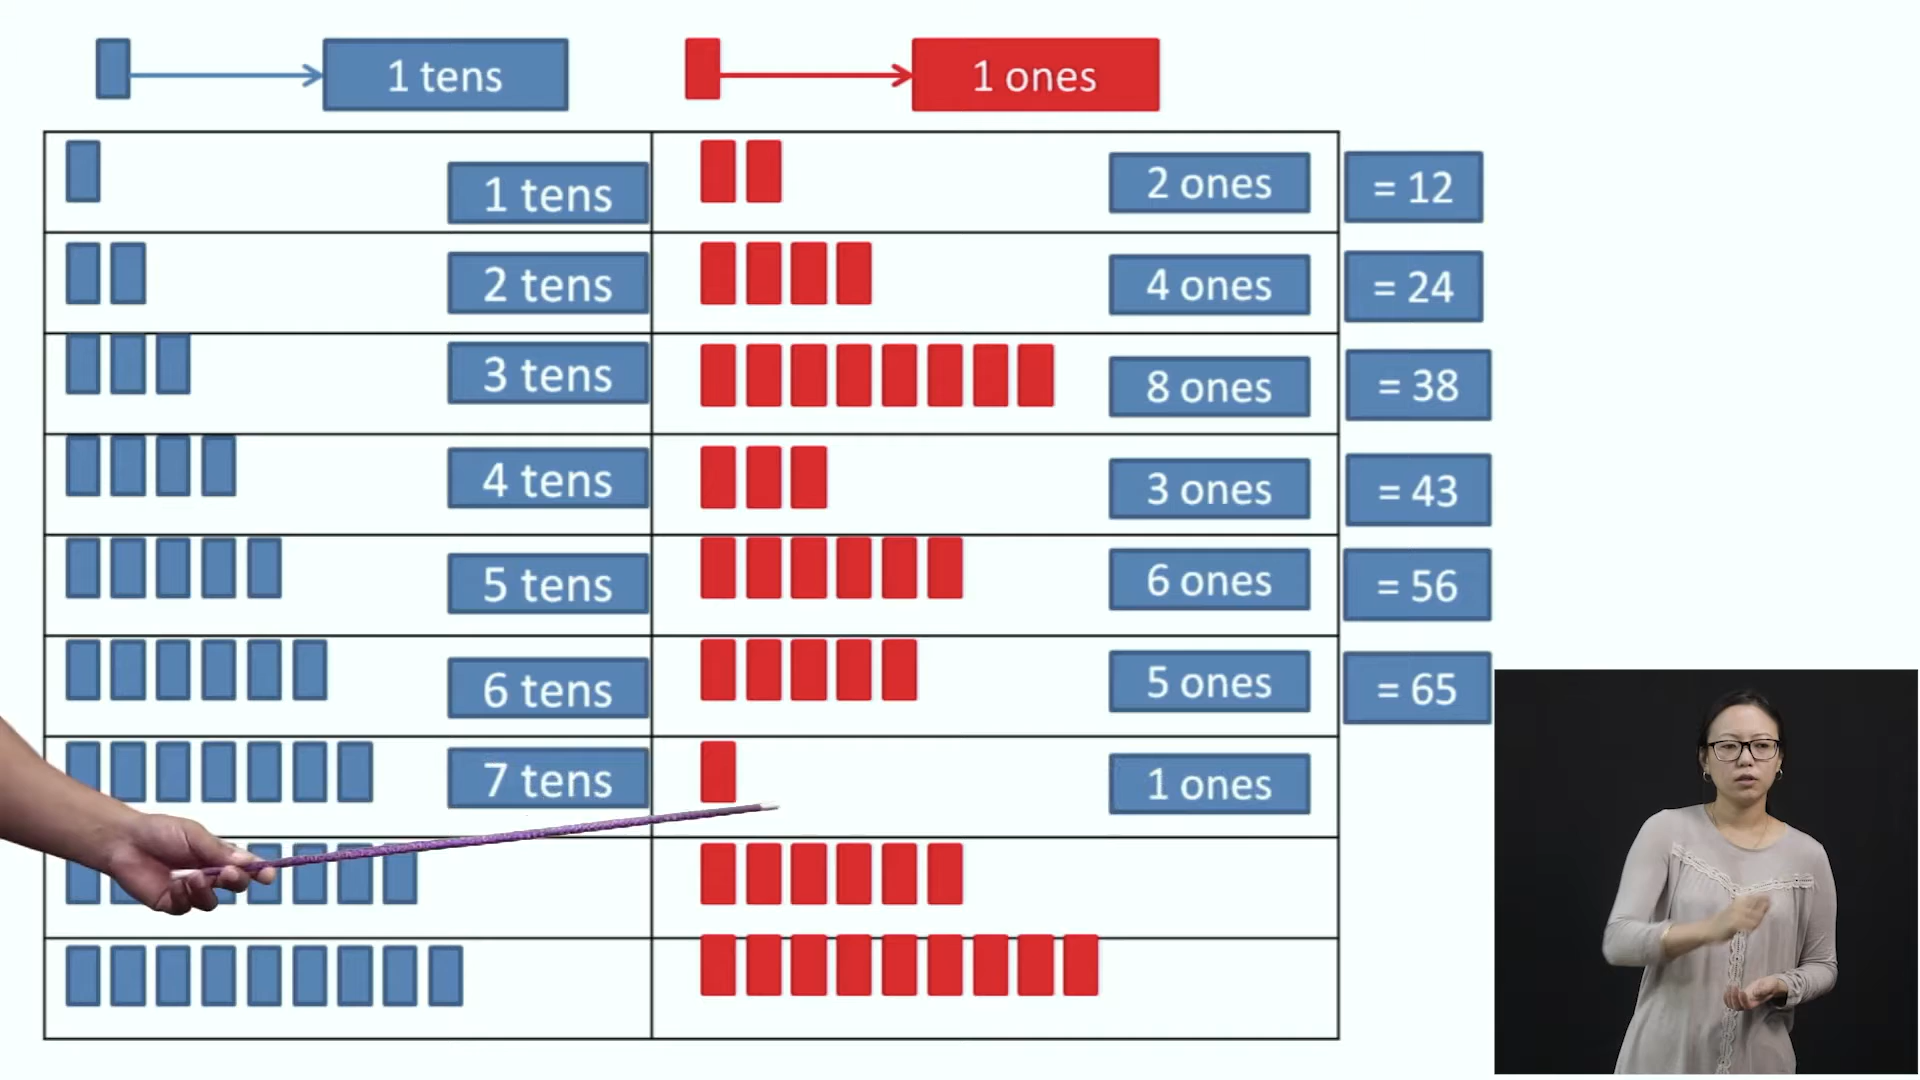 1 tens
1 ones
1 tens 2 ones = 12
2 tens 4 ones = 24
3 tens 8 ones = 38
4 tens 3 ones = 43
5 tens 6 ones = 56
6 tens 5 ones = 65
7 tens 1 ones